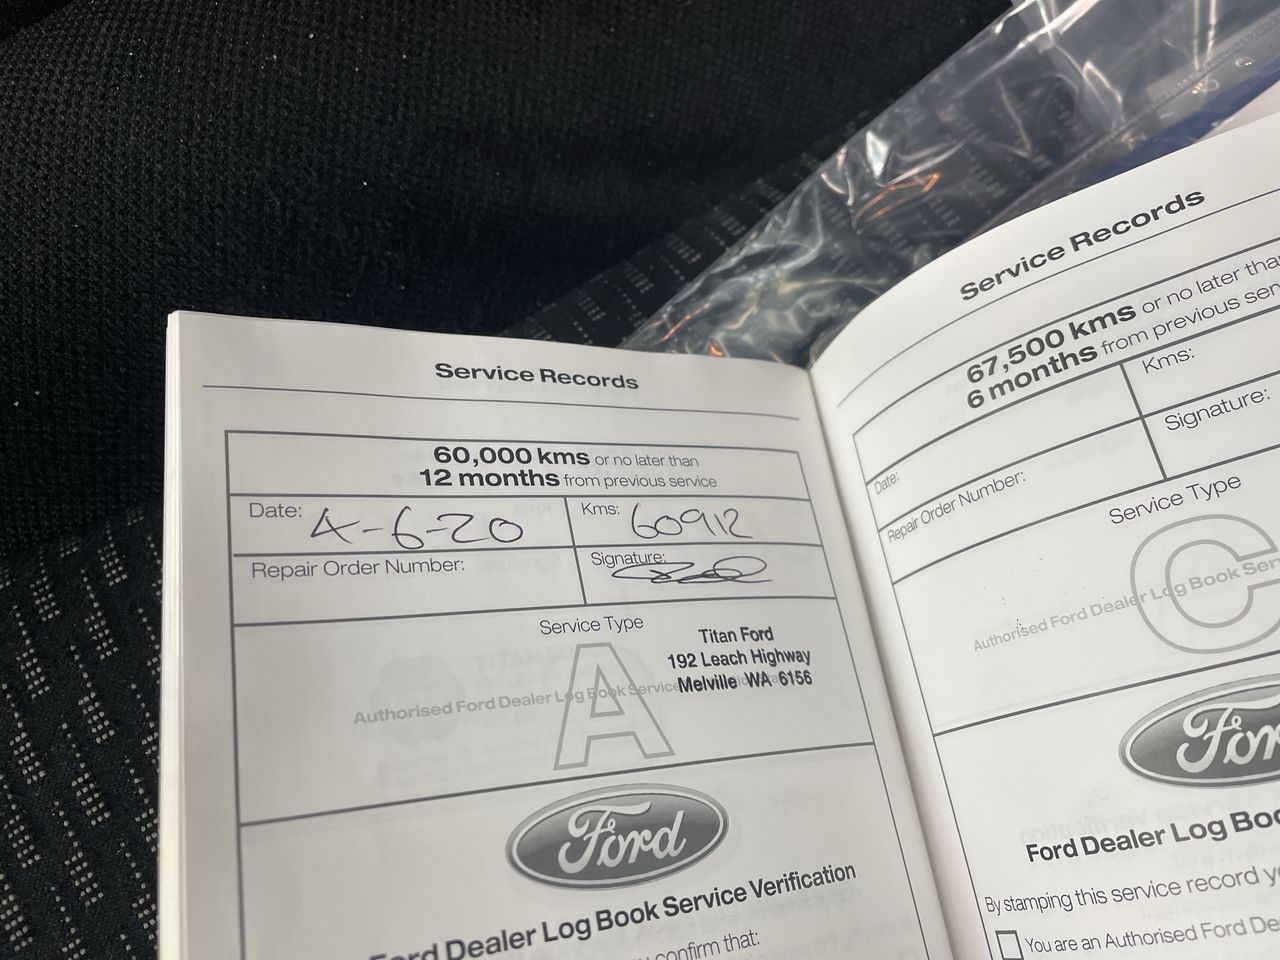 Service Records
60,000 kms or no later than
12 months from previous service
Date: 4-6-20
Kms: 60912
Repair Order Number:
Signature:
Service Type
Titan Ford
192 Leach Highway
Melville WA 6156
Authorised Ford Dealer Log Book Service
A
Ford
Ford Dealer Log Book Service Verification
confirm that:
Service Records
67,500 kms or no later than
6 months from previous
Date:
Kms:
Repair Order Number:
Signature:
Service Type
C
Authorised Ford Dealer Log Book
Ford
Ford Dealer Log
By stamping this service record
You are an Authorised Ford